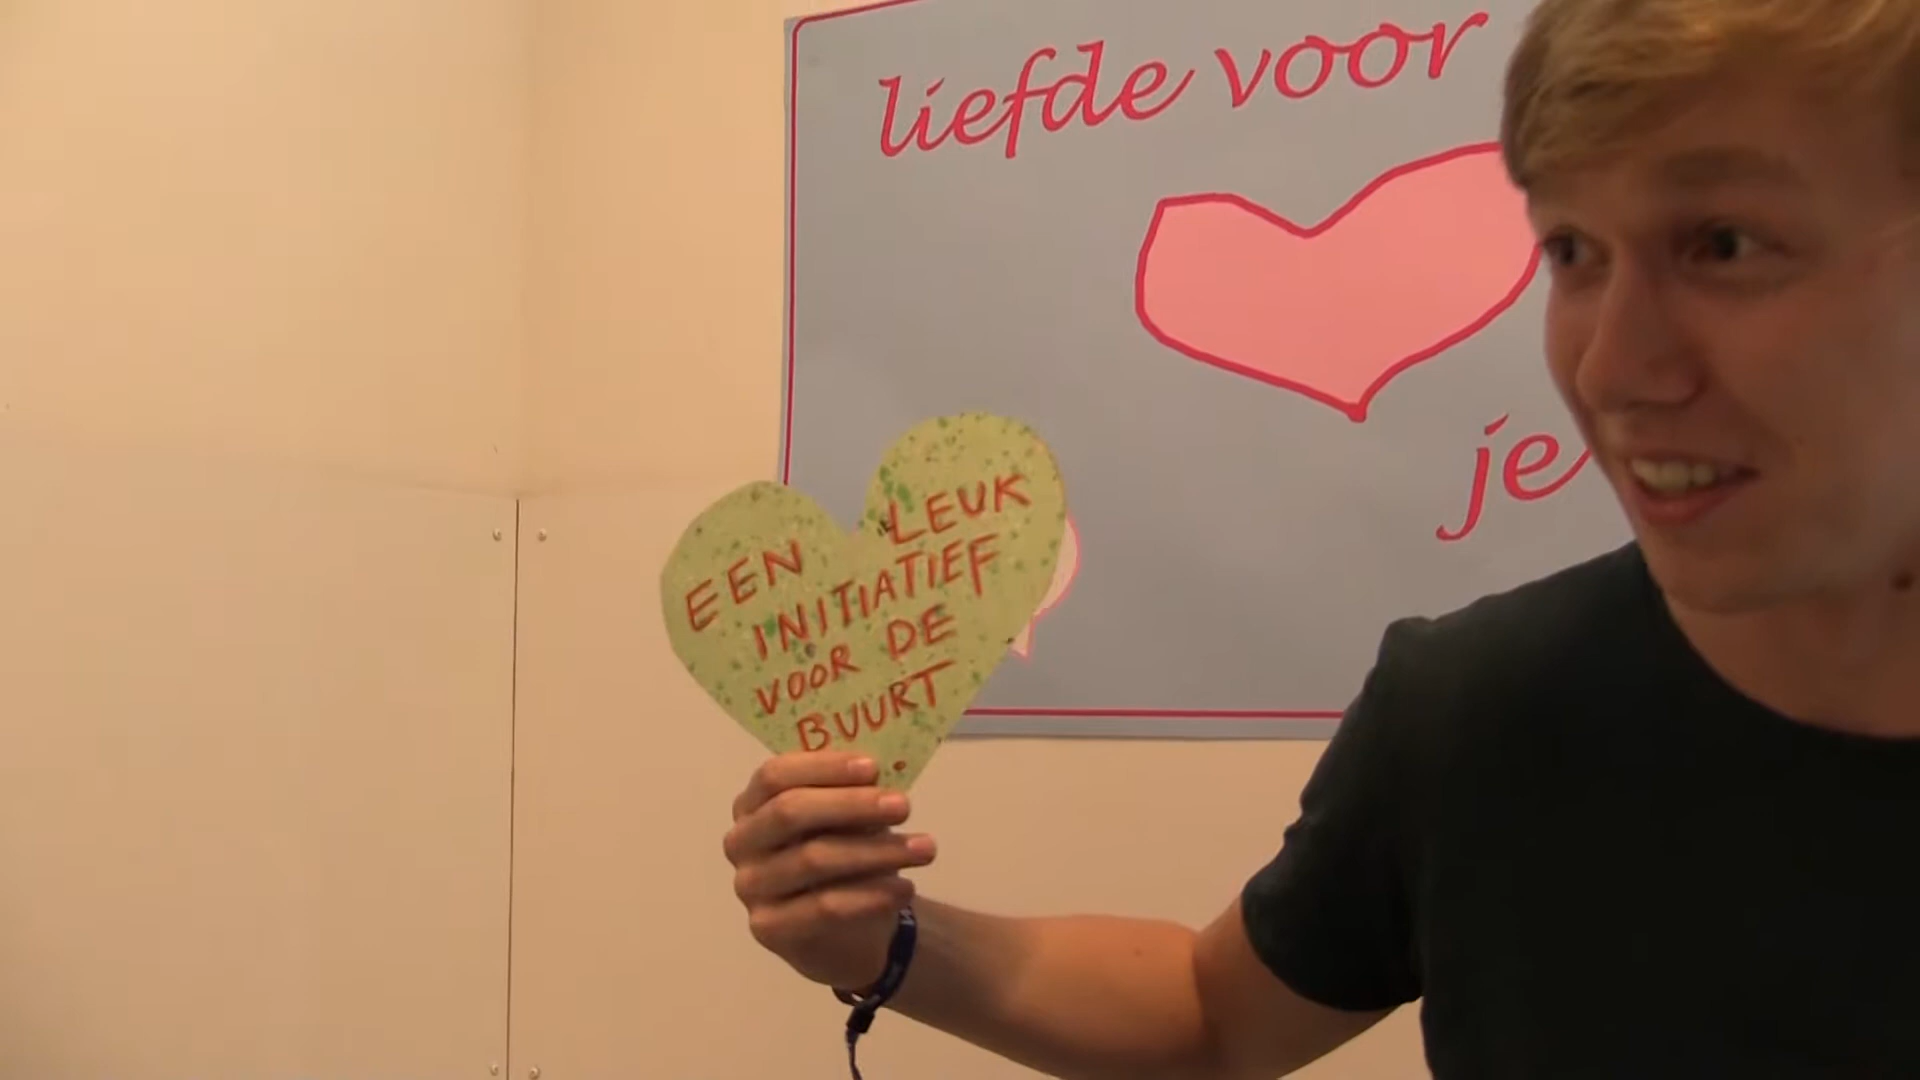 liefde voor
je
EEN LEUK
INITIATIEF
VOOR DE
BUURT